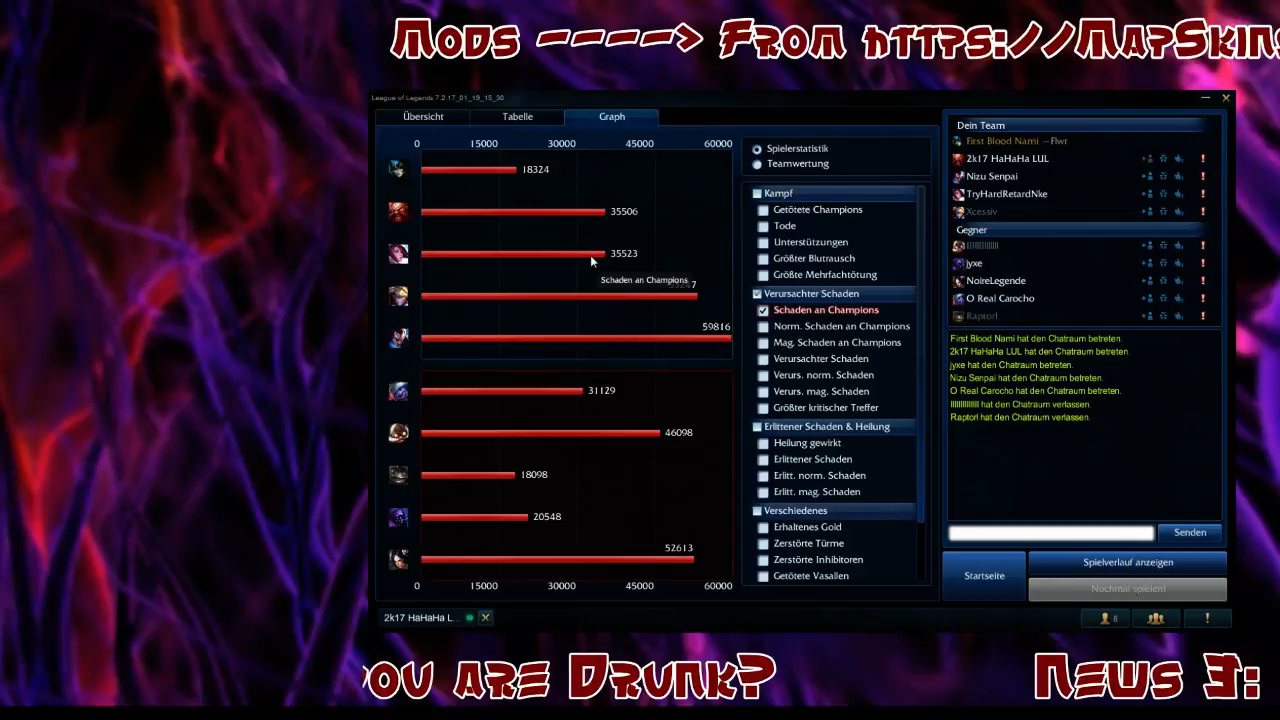 Mods ----> From https://MapSkins
League of Legends 7.2.17_01_19_15_30
Übersicht Tabelle Graph
0 15000 30000 45000 60000
18324
35506
35523
Schaden an Champions
7
59816
31129
46098
18098
20548
52613
0 15000 30000 45000 60000
Spielerstatistik
Teamwertung
Kampf
Getötete Champions
Tode
Unterstützungen
Größter Blutrausch
Größte Mehrfachtötung
Verursachter Schaden
Schaden an Champions
Norm. Schaden an Champions
Mag. Schaden an Champions
Verursachter Schaden
Verurs. norm. Schaden
Verurs. mag. Schaden
Größter kritischer Treffer
Erlittener Schaden & Heilung
Heilung gewirkt
Erlittener Schaden
Erlitt. norm. Schaden
Erlitt. mag. Schaden
Verschiedenes
Erhaltenes Gold
Zerstörte Türme
Zerstörte Inhibitoren
Getötete Vasallen
Dein Team
First Blood Nami --Flwr
2k17 HaHaHa LUL
Nizu Senpai
TryHardRetardNke
Xcessiv
Gegner
jyxe
NoireLegende
O Real Carocho
Raptorl
First Blood Nami hat den Chatraum betreten.
2k17 HaHaHa LUL hat den Chatraum betreten.
jyxe hat den Chatraum betreten.
Nizu Senpai hat den Chatraum betreten.
O Real Carocho hat den Chatraum betreten.
hat den Chatraum verlassen.
Raptorl hat den Chatraum verlassen.
Senden
Startseite
Spielverlauf anzeigen
Nochmal spielen!
2k17 HaHaHa L...
8
ou are Drunk? News 3: